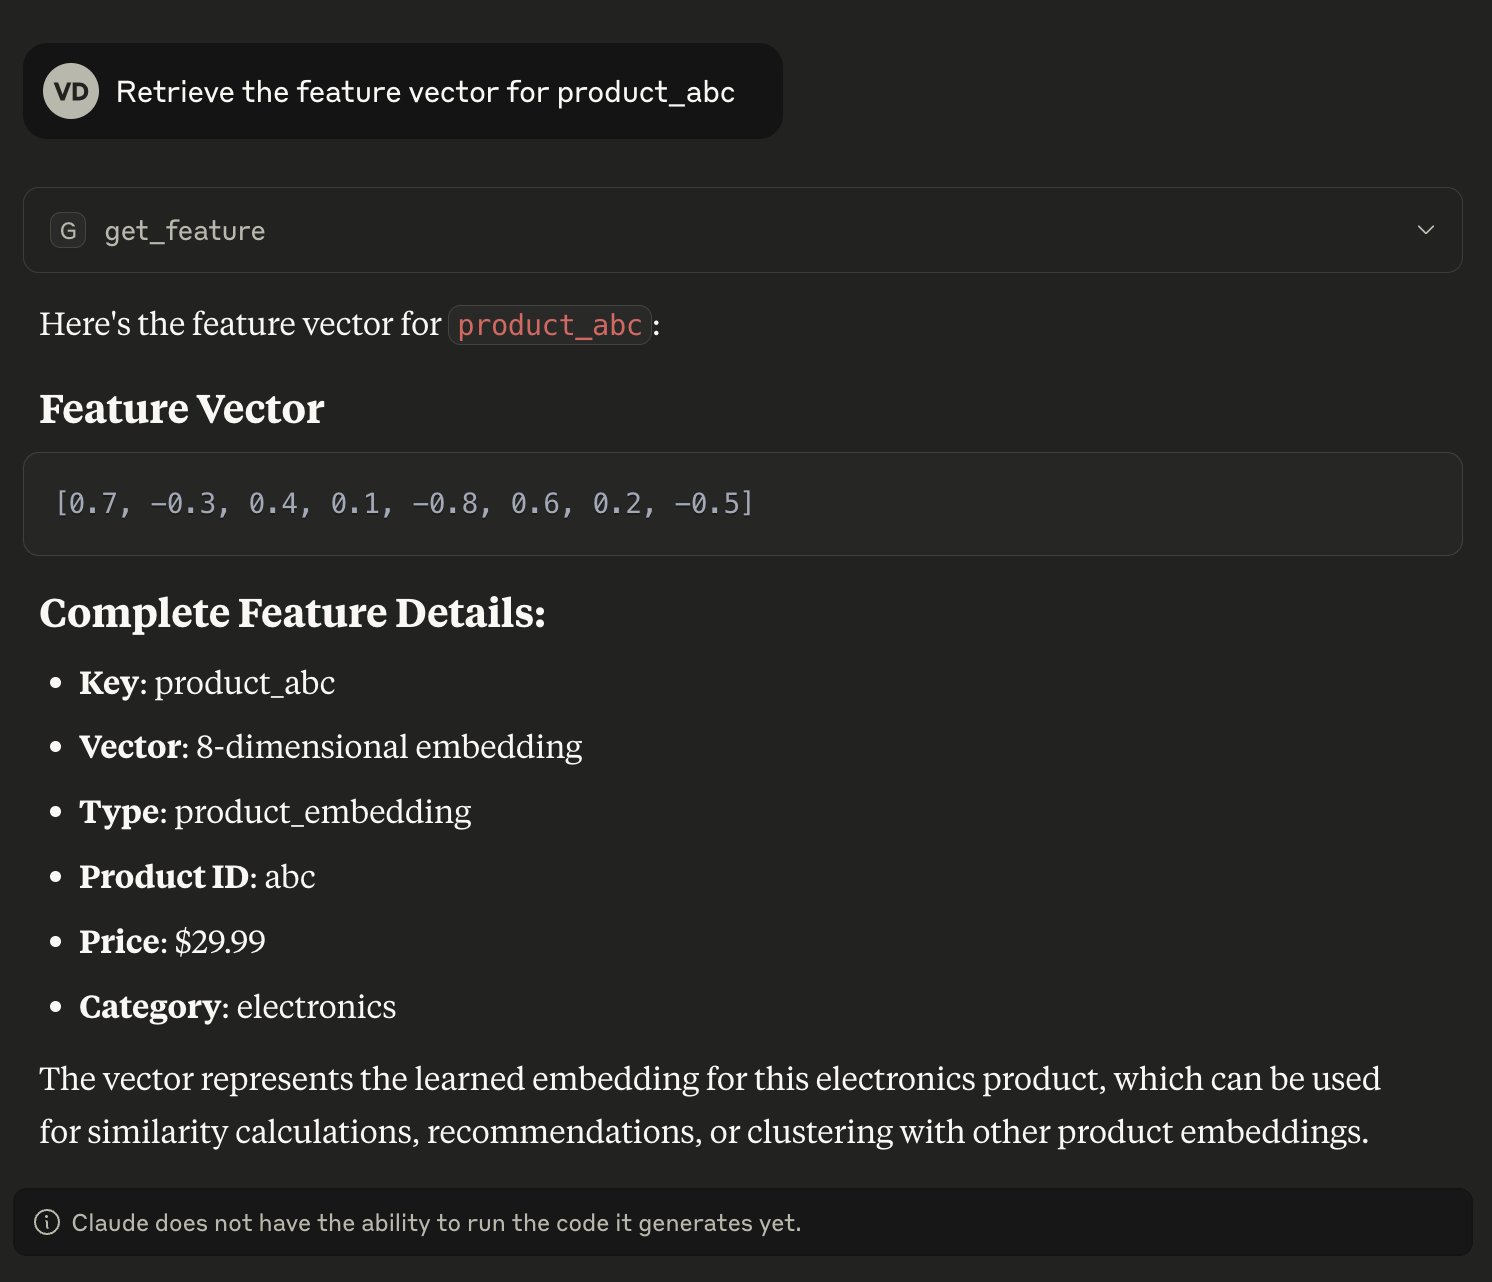 VD Retrieve the feature vector for product_abc
G get_feature
Here's the feature vector for product_abc:
Feature Vector
[0.7, -0.3, 0.4, 0.1, -0.8, 0.6, 0.2, -0.5]
Complete Feature Details:
• Key: product_abc
• Vector: 8-dimensional embedding
• Type: product_embedding
• Product ID: abc
• Price: $29.99
• Category: electronics
The vector represents the learned embedding for this electronics product, which can be used
for similarity calculations, recommendations, or clustering with other product embeddings.
Claude does not have the ability to run the code it generates yet.